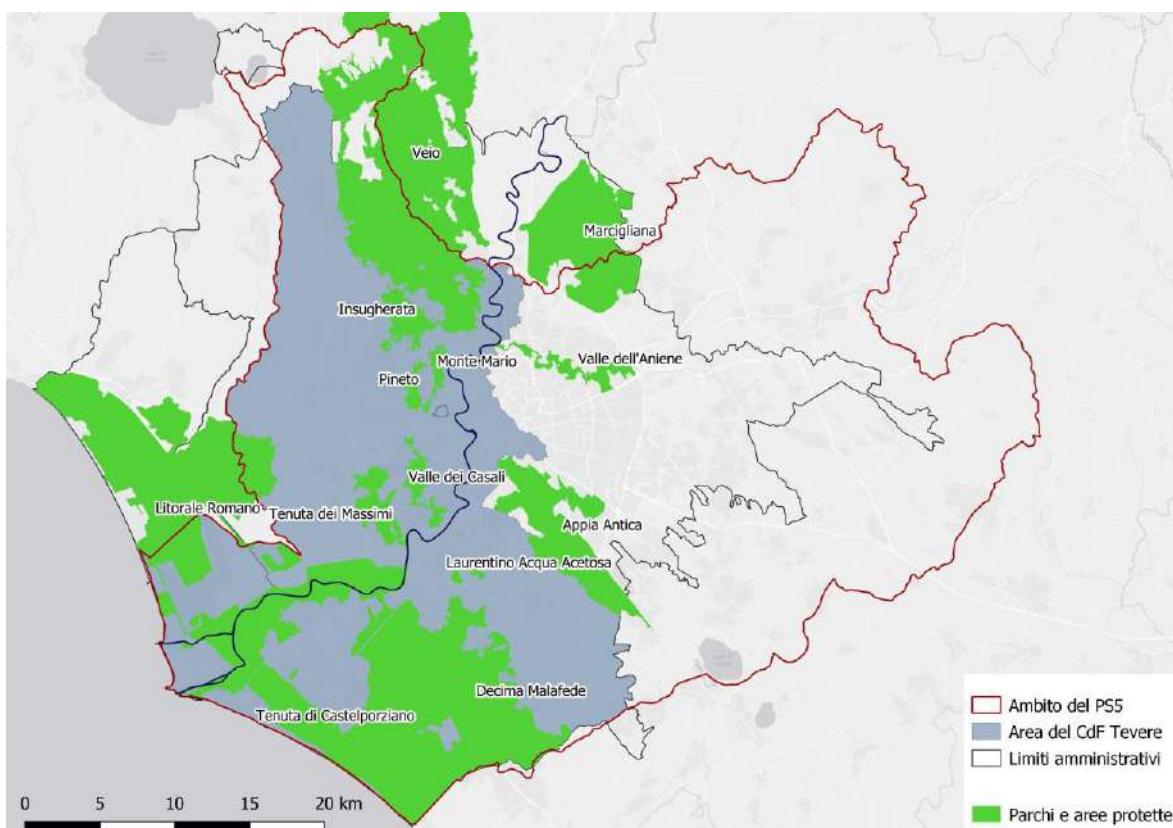 Veio
Marcigliana
Insugherata
Monte Mario
Valle dell'Aniene
Pineto
Valle dei Casali
Litorale Romano
Tenuta dei Massimi
Appia Antica
Laurentino Acqua Acetosa
Decima Malafede
Tenuta di Castelporziano
Ambito del PS5
Area del CdF Tevere
Limiti amministrativi
Parchi e aree protette
0 5 10 15 20 km